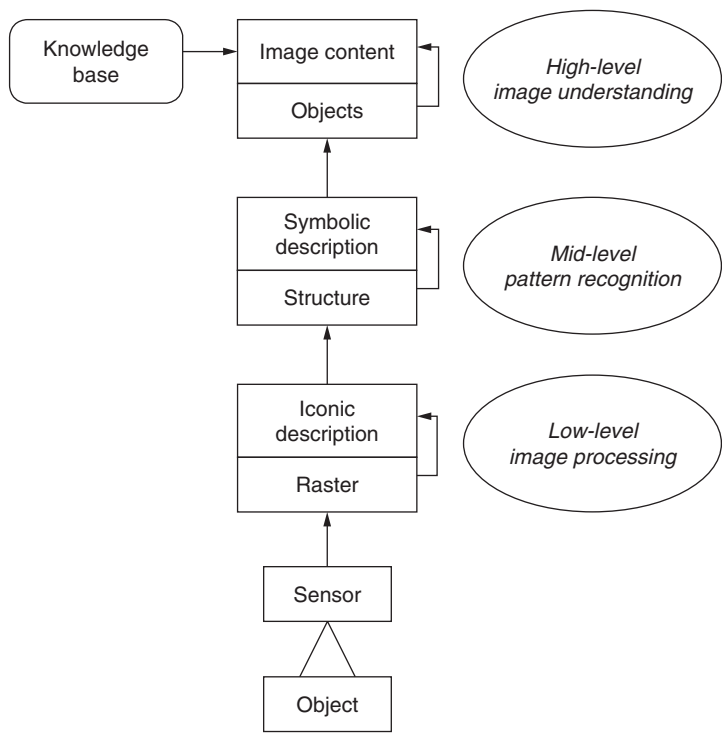 Knowledge
base
Image content
Objects
High-level
image understanding
Symbolic
description
Structure
Mid-level
pattern recognition
Iconic
description
Raster
Low-level
image processing
Sensor
Object